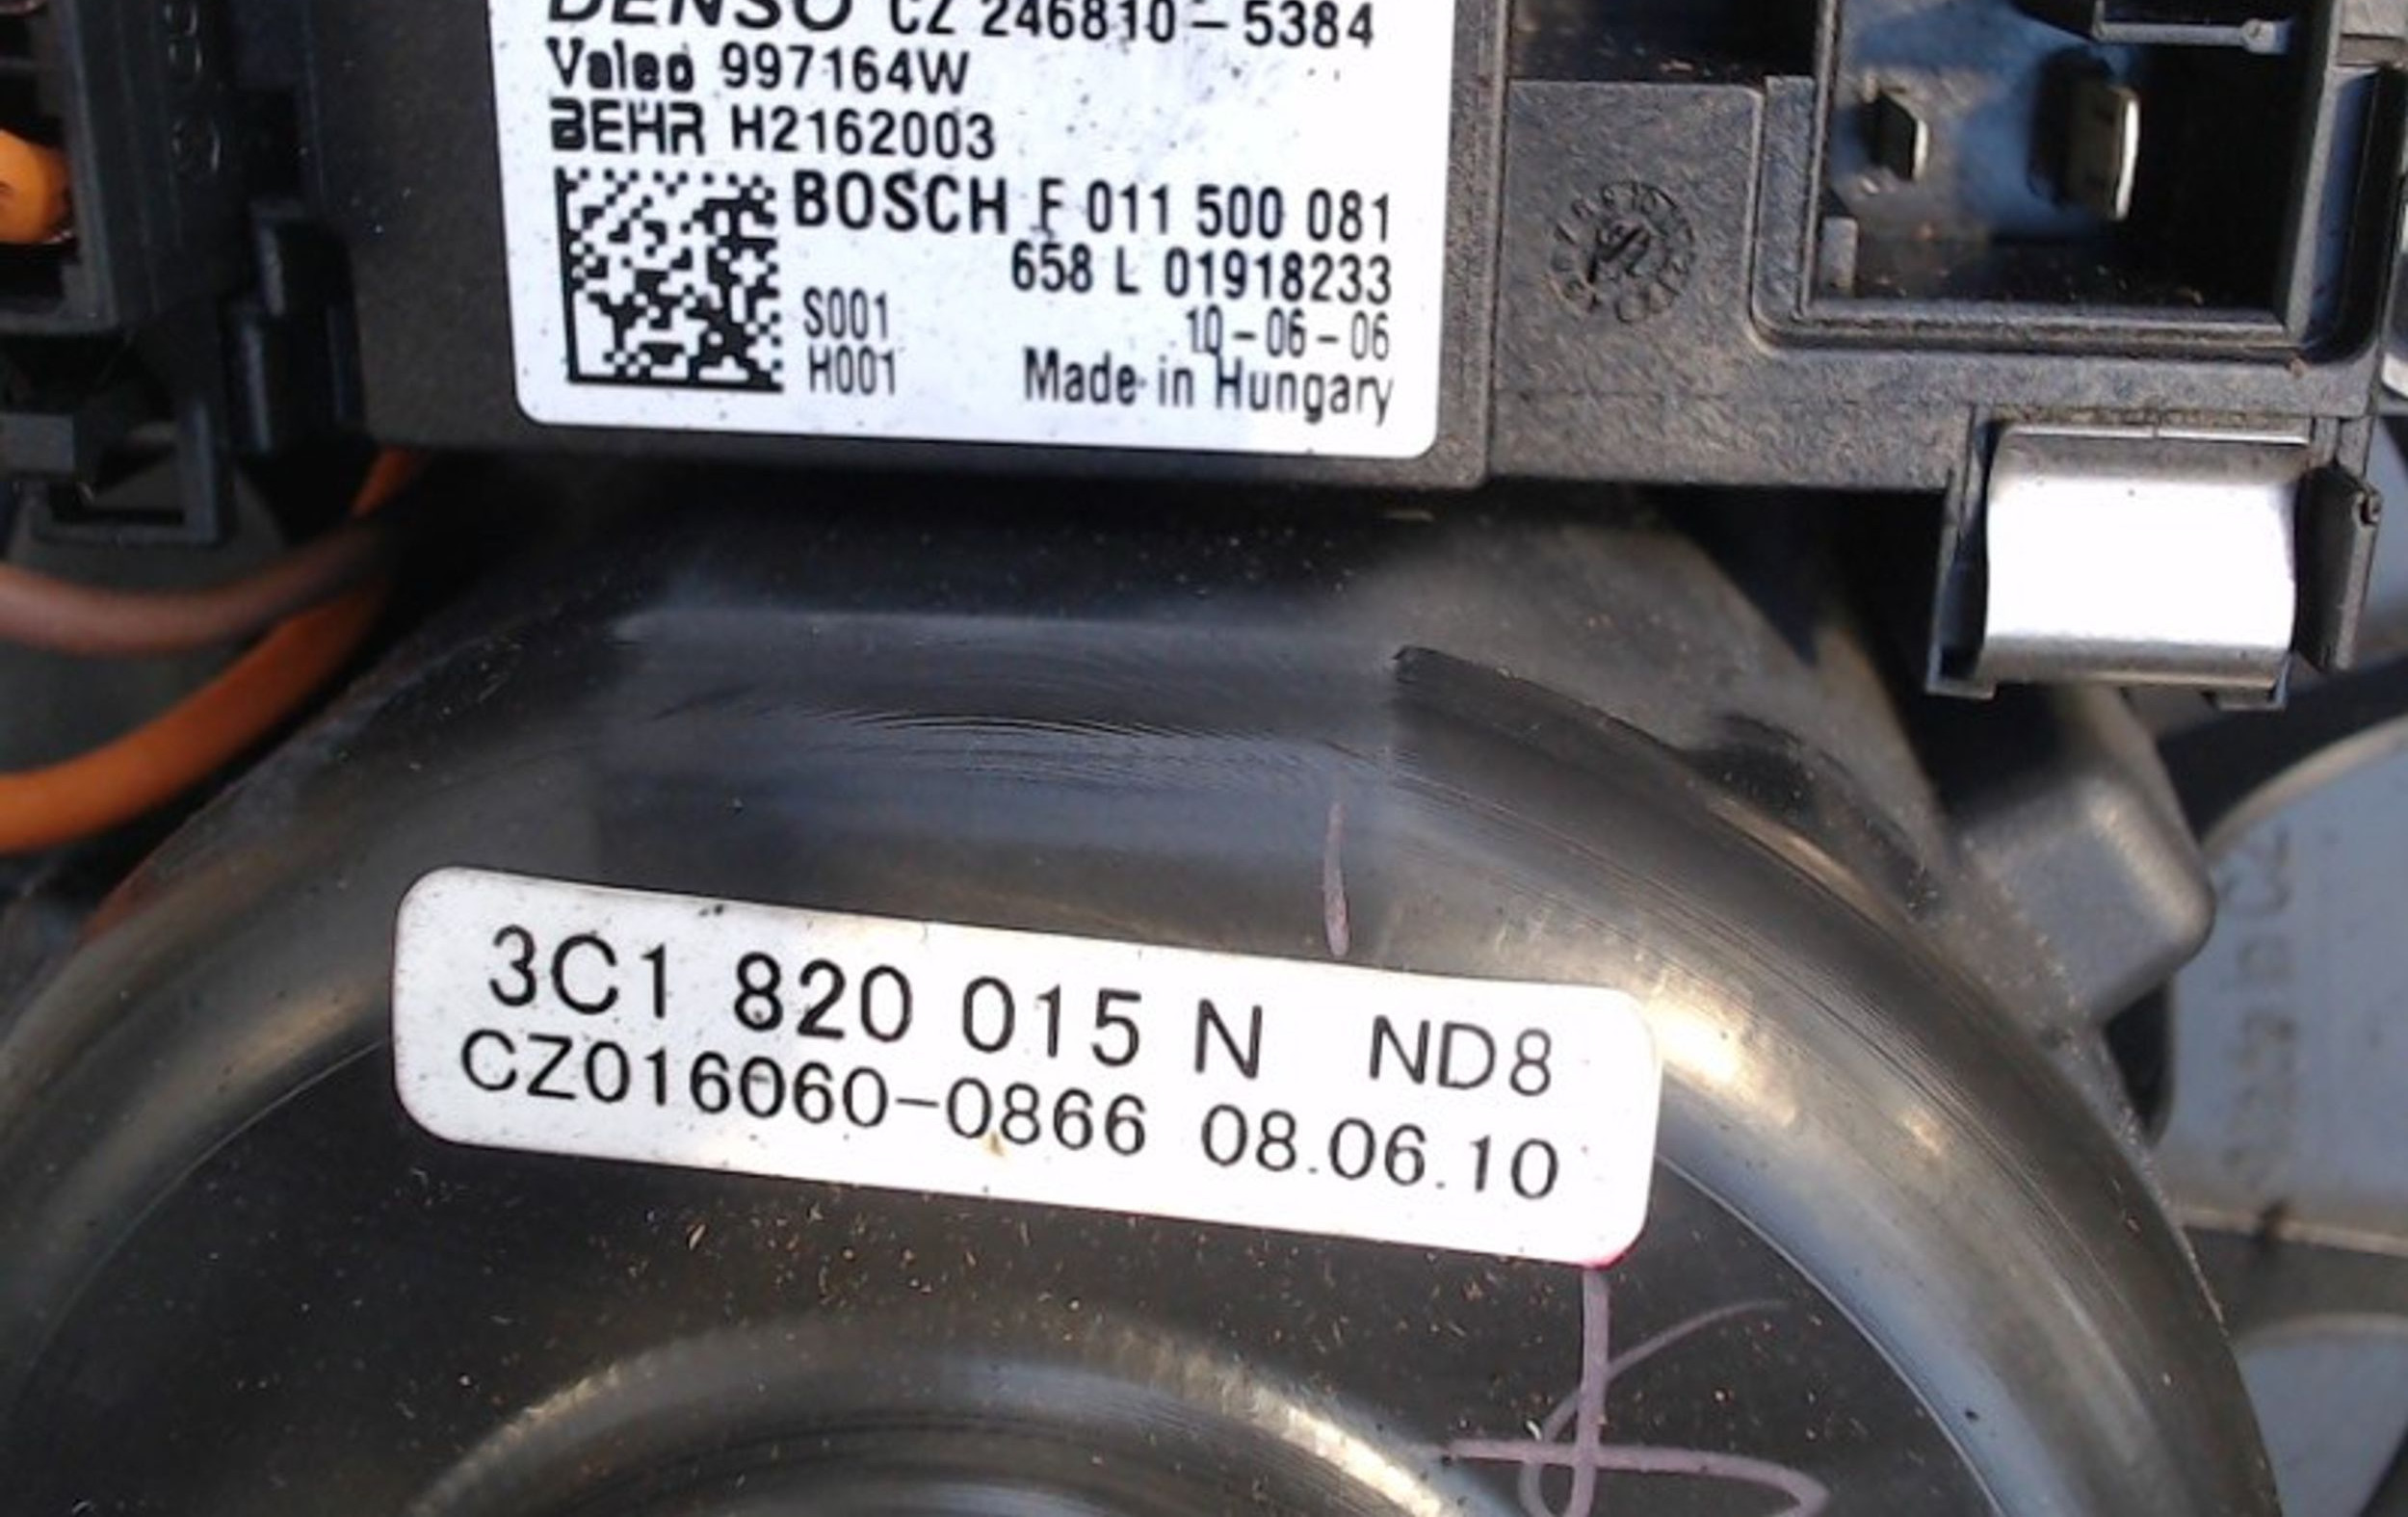 DENSO CZ 246810-5384
Valeo 997164W
BEHR H2162003
BOSCH F 011 500 081
658 L 01918233
S001 10-06-06
H001 Made in Hungary
3C1 820 015 N ND8
CZ016060-0866 08.06.10